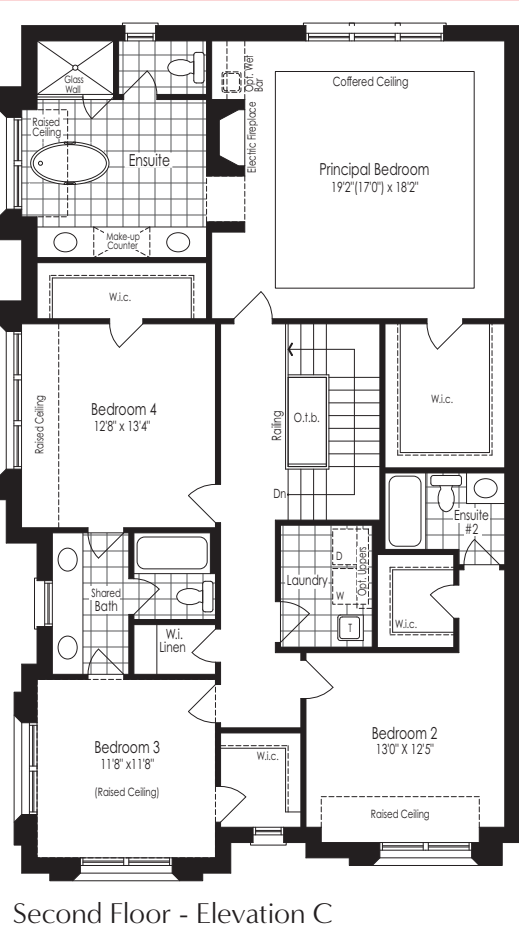 Glass
Wall
Opt. Wet
Bar
Coffered Ceiling
Raised
Ceiling
Ensuite
Electric Fireplace
Principal Bedroom
19'2"(17'0") x 18'2"
Make-up
Counter
W.i.c.
Bedroom 4
12'8" x 13'4"
Raised Ceiling
Railing
O.t.b.
W.i.c.
Dn
Ensuite
#2
Shared
Bath
Laundry
D
W
Opt. Uppers
T
W.i.c.
W.i.
Linen
Bedroom 3
11'8" x11'8"
(Raised Ceiling)
W.i.c.
Bedroom 2
13'0" X 12'5"
Raised Ceiling
Second Floor - Elevation C